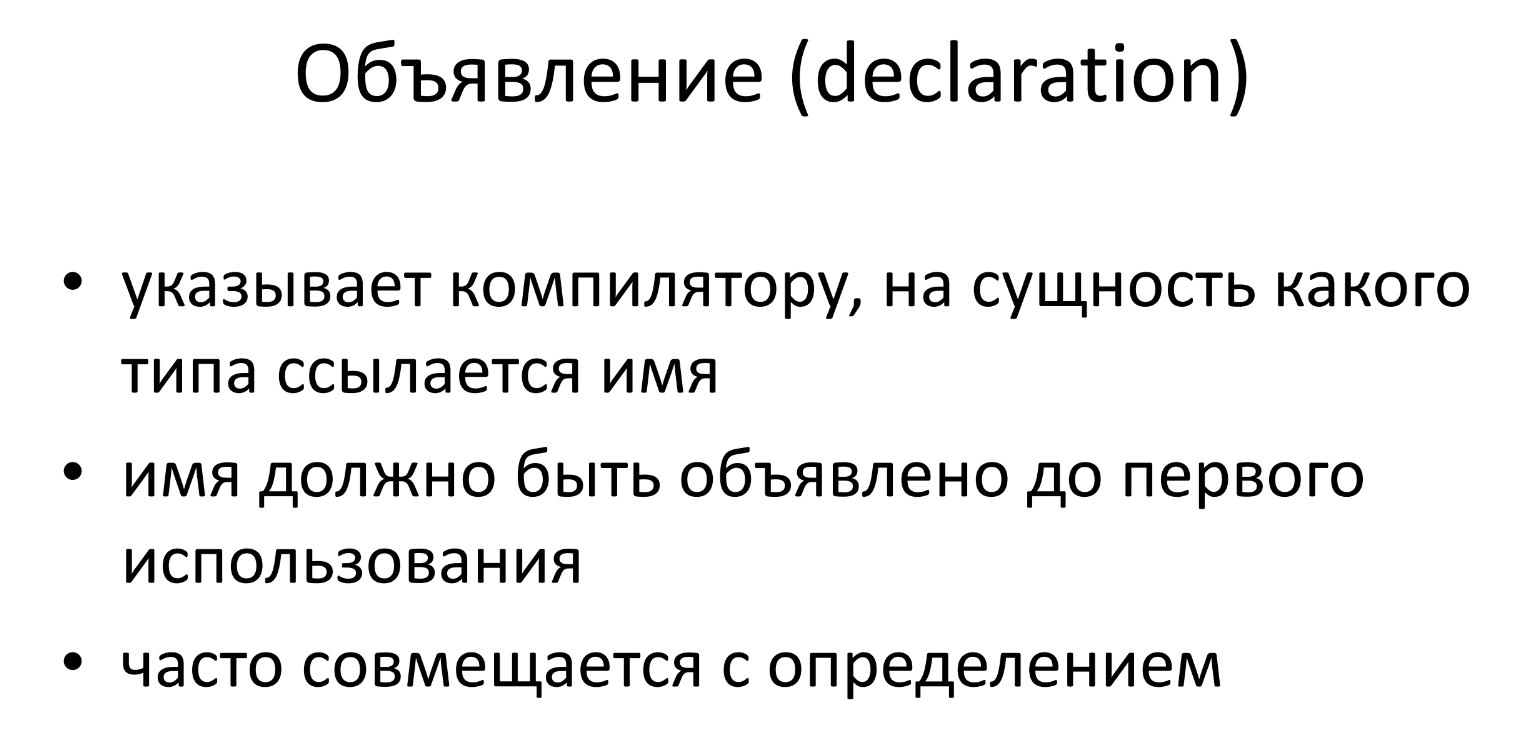 Объявление (declaration)
• указывает компилятору, на сущность какого
типа ссылается имя
• имя должно быть объявлено до первого
использования
• часто совмещается с определением